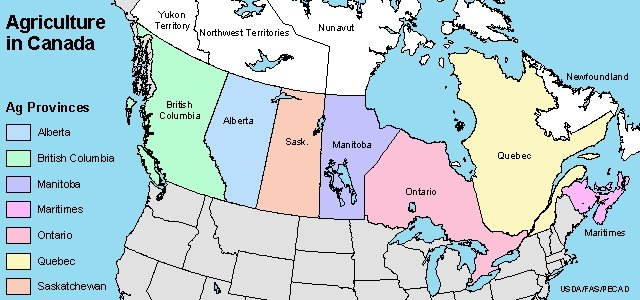 Agriculture
in Canada
Ag Provinces
Alberta
British Columbia
Manitoba
Maritimes
Ontario
Quebec
Saskatchewan
Yukon
Territory
Northwest Territories
Nunavut
Newfoundland
British
Columbia
Alberta
Sask.
Manitoba
Ontario
Quebec
Maritimes
USDA/FAS/PECAD